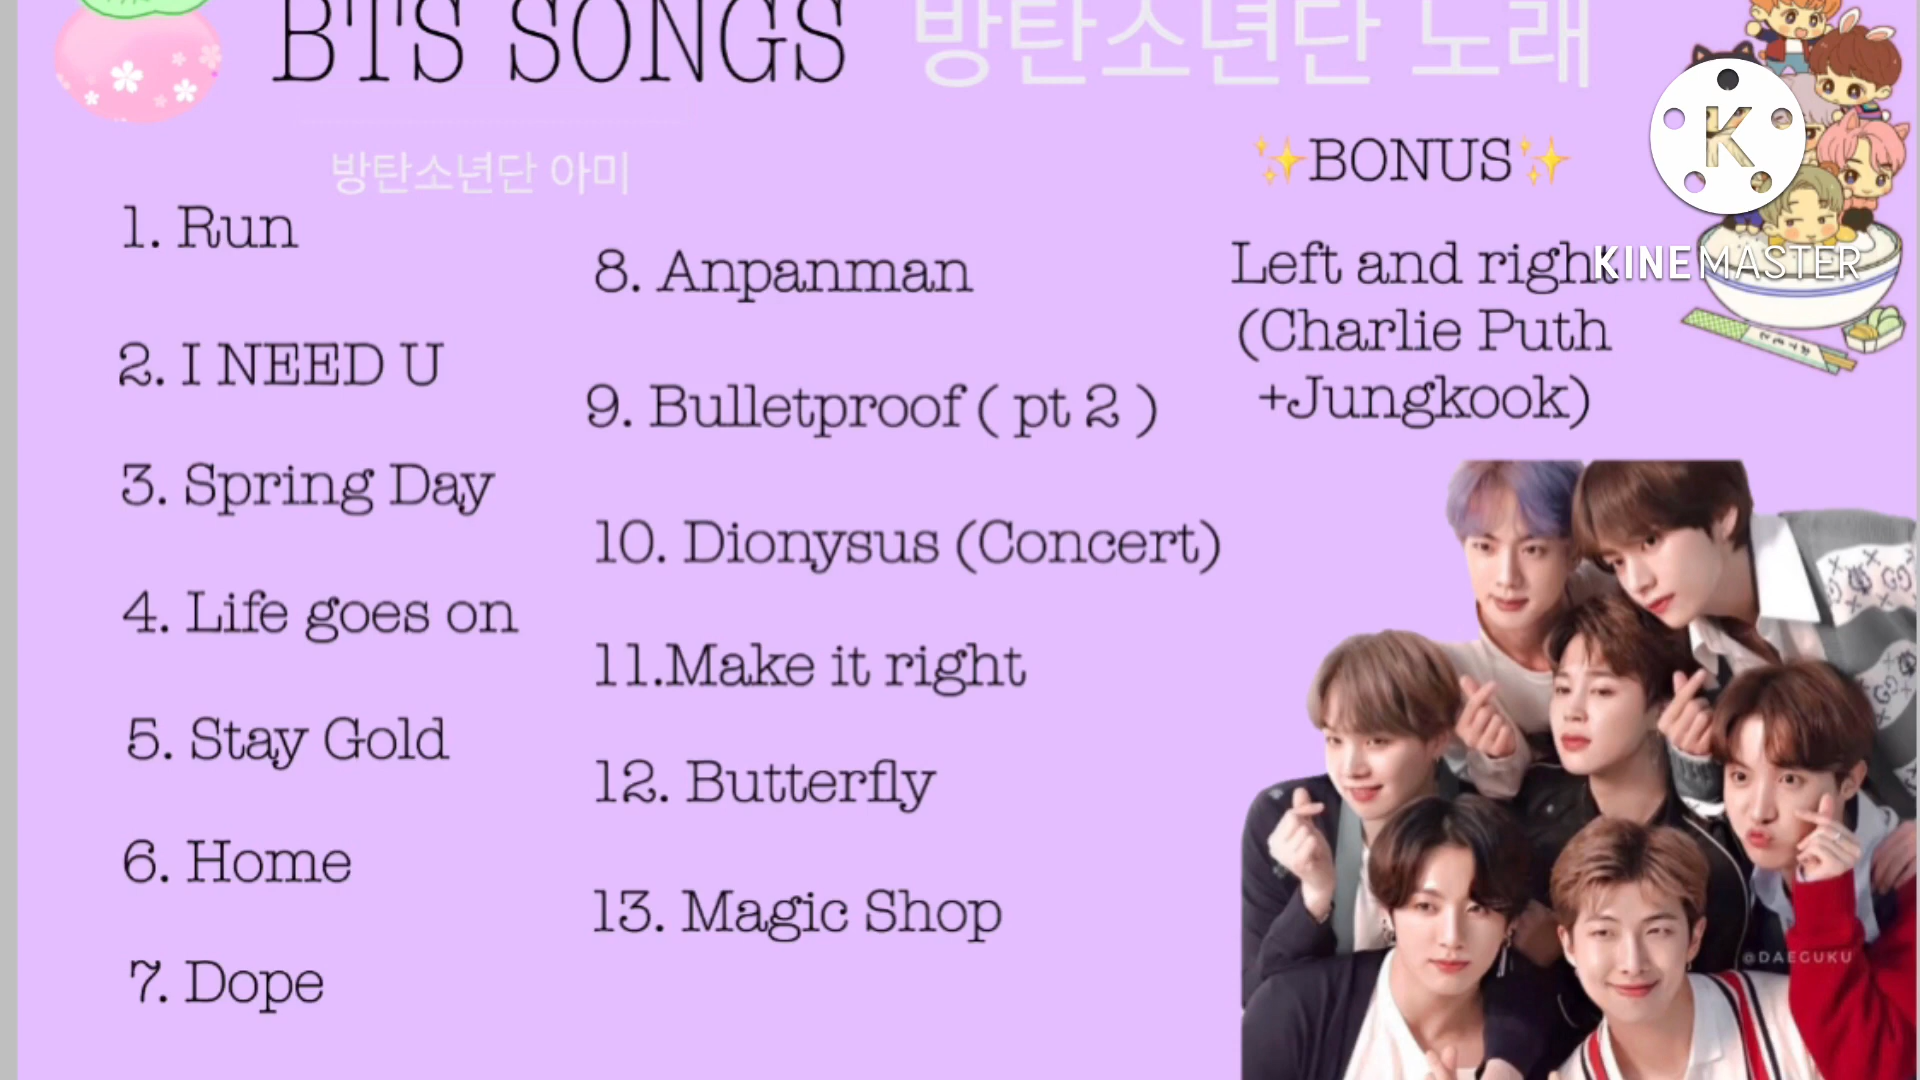 BTS SONGS 방탄소년단 노래
방탄소년단 아미
1. Run
2. I NEED U
3. Spring Day
4. Life goes on
5. Stay Gold
6. Home
7. Dope
8. Anpanman
9. Bulletproof ( pt 2 )
10. Dionysus (Concert)
11.Make it right
12. Butterfly
13. Magic Shop
✨BONUS✨
Left and right
(Charlie Puth
+Jungkook)
K
KINEMASTER
@DAEGUKU